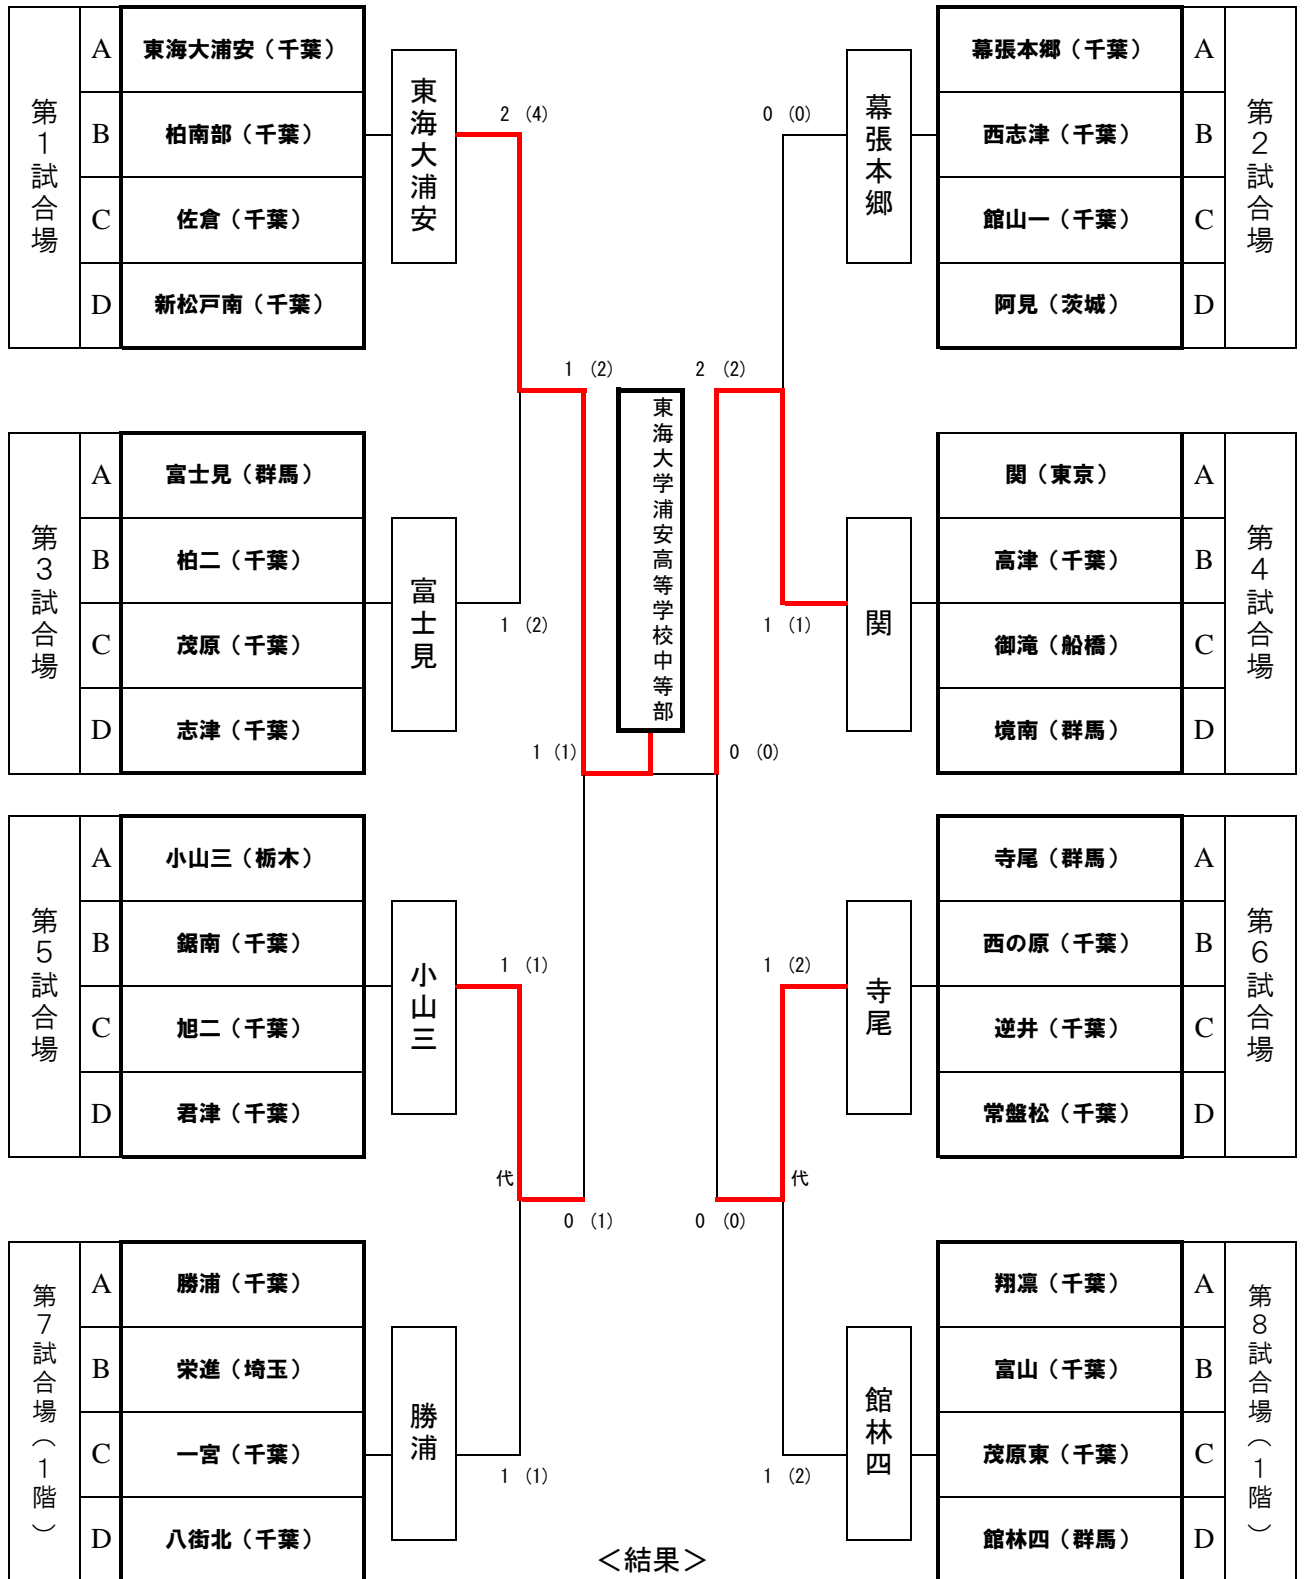 第1試合場
A 東海大浦安（千葉）
B 柏南部（千葉）
C 佐倉（千葉）
D 新松戸南（千葉）
東海大浦安
2 (4)
0 (0)
幕張本郷
幕張本郷（千葉） A
西志津（千葉） B
館山一（千葉） C
阿見（茨城） D
第2試合場
1 (2)
2 (2)
東海大学浦安高等学校中等部
第3試合場
A 富士見（群馬）
B 柏二（千葉）
C 茂原（千葉）
D 志津（千葉）
富士見
1 (2)
1 (1)
関
関（東京） A
高津（千葉） B
御滝（船橋） C
境南（群馬） D
第4試合場
1 (1)
0 (0)
第5試合場
A 小山三（栃木）
B 鋸南（千葉）
C 旭二（千葉）
D 君津（千葉）
小山三
1 (1)
1 (2)
寺尾
寺尾（群馬） A
西の原（千葉） B
逆井（千葉） C
常盤松（千葉） D
第6試合場
代
代
0 (1)
0 (0)
第7試合場（1階）
A 勝浦（千葉）
B 栄進（埼玉）
C 一宮（千葉）
D 八街北（千葉）
勝浦
1 (1)
1 (2)
館林四
翔凛（千葉） A
富山（千葉） B
茂原東（千葉） C
館林四（群馬） D
第8試合場（1階）
＜結果＞